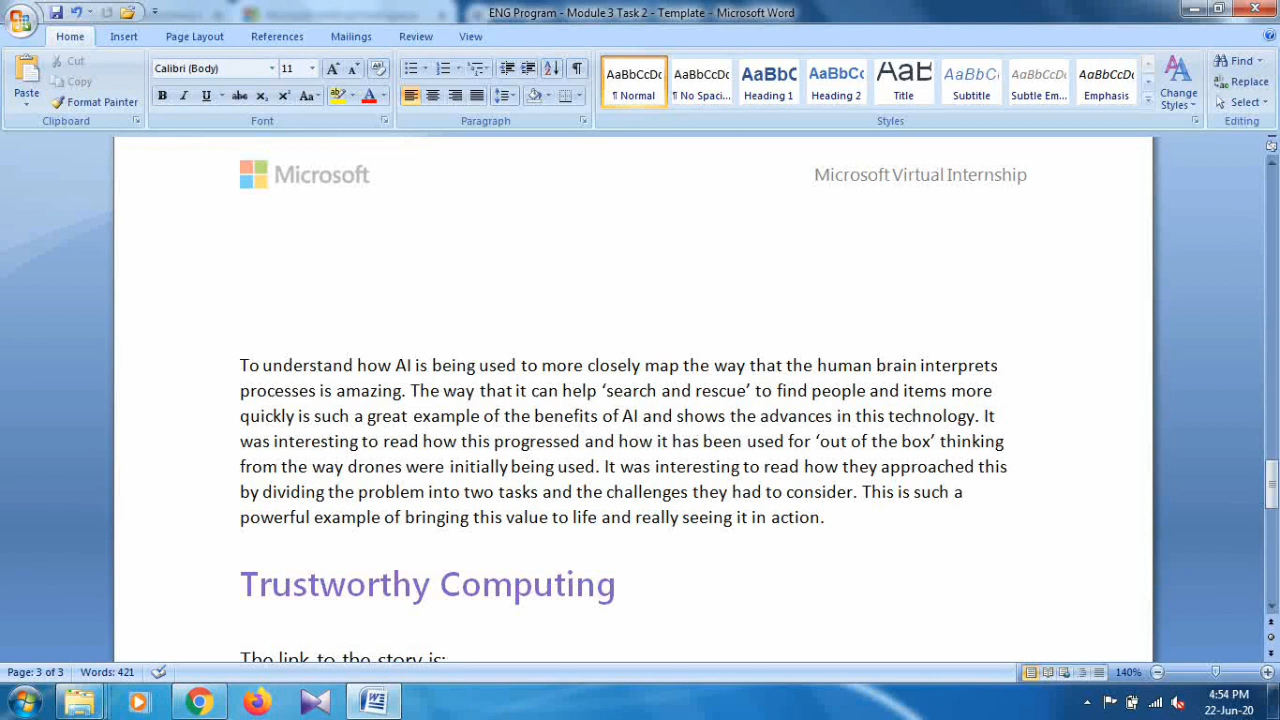 ENG Program - Module 3 Task 2 - Template - Microsoft Word
Home Insert Page Layout References Mailings Review View
Cut
Copy
Format Painter
Paste
Clipboard
Calibri (Body) 11
Font
Paragraph
AaBbCcDc AaBbCcDc AaBbC AaBbCc AaB AaBbCc AaBbCcDc AaBbCcDc
¶ Normal ¶ No Spaci... Heading 1 Heading 2 Title Subtitle Subtle Em... Emphasis
Styles
Change Styles
Find
Replace
Select
Editing
Microsoft
Microsoft Virtual Internship
To understand how AI is being used to more closely map the way that the human brain interprets
processes is amazing. The way that it can help ‘search and rescue’ to find people and items more
quickly is such a great example of the benefits of AI and shows the advances in this technology. It
was interesting to read how this progressed and how it has been used for ‘out of the box’ thinking
from the way drones were initially being used. It was interesting to read how they approached this
by dividing the problem into two tasks and the challenges they had to consider. This is such a
powerful example of bringing this value to life and really seeing it in action.
Trustworthy Computing
The link to the story is:
Page: 3 of 3 Words: 421
140%
4:54 PM
22-Jun-20